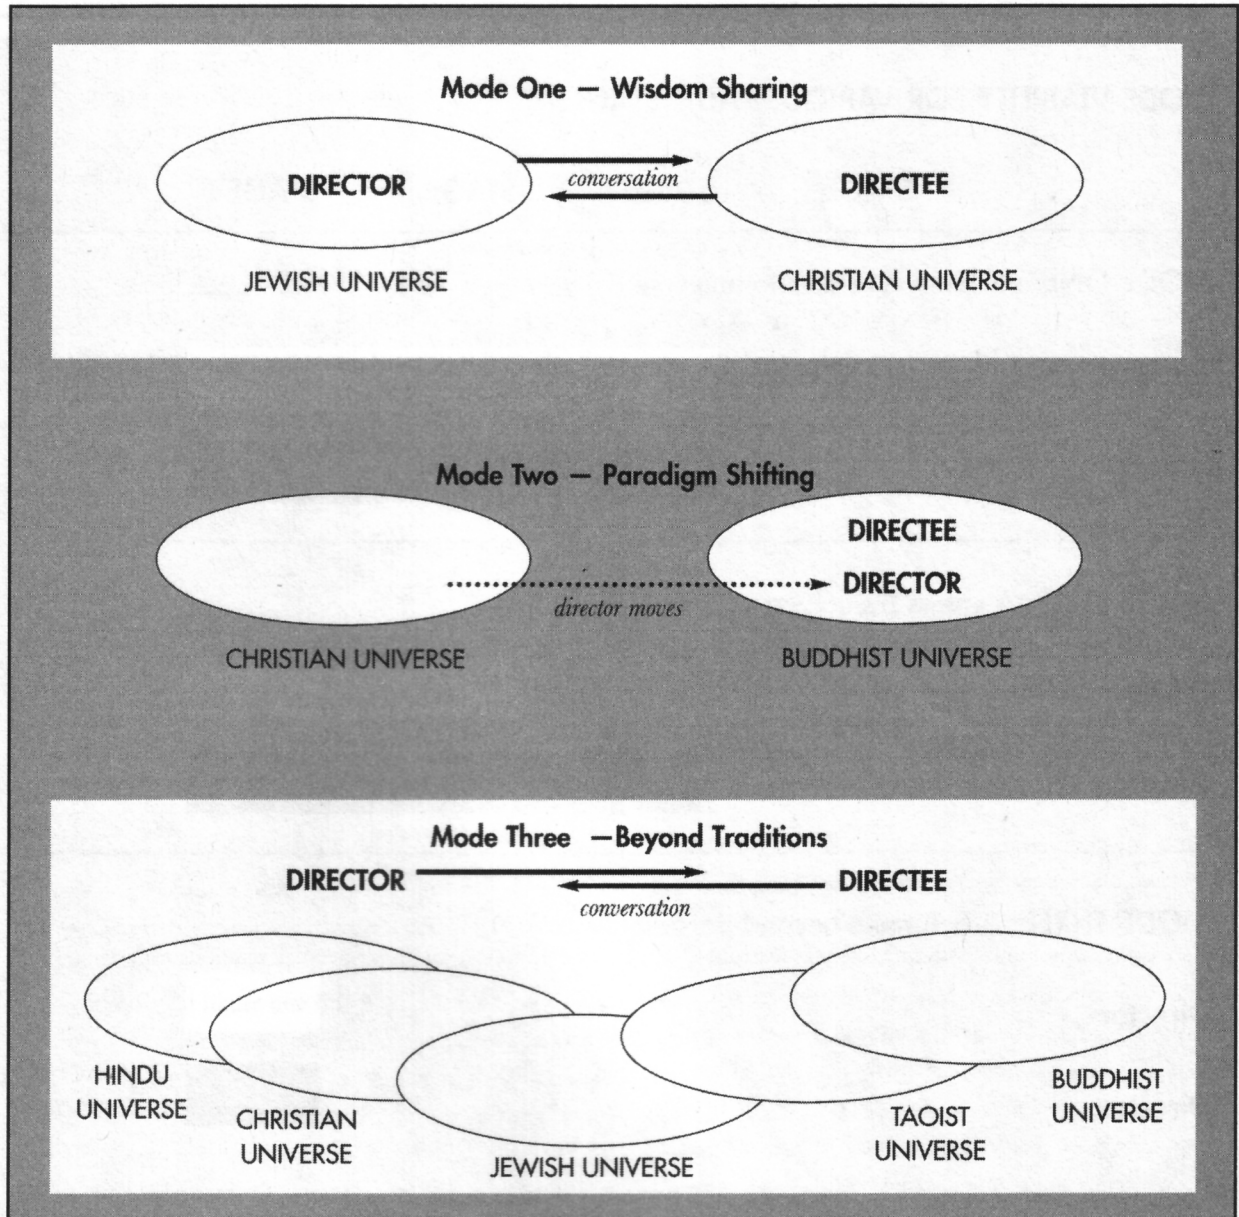 Mode One — Wisdom Sharing
DIRECTOR
conversation
DIRECTEE
JEWISH UNIVERSE
CHRISTIAN UNIVERSE
Mode Two — Paradigm Shifting
DIRECTEE
DIRECTOR
director moves
CHRISTIAN UNIVERSE
BUDDHIST UNIVERSE
Mode Three —Beyond Traditions
DIRECTOR
DIRECTEE
conversation
HINDU
UNIVERSE
CHRISTIAN
UNIVERSE
JEWISH UNIVERSE
TAOIST
UNIVERSE
BUDDHIST
UNIVERSE